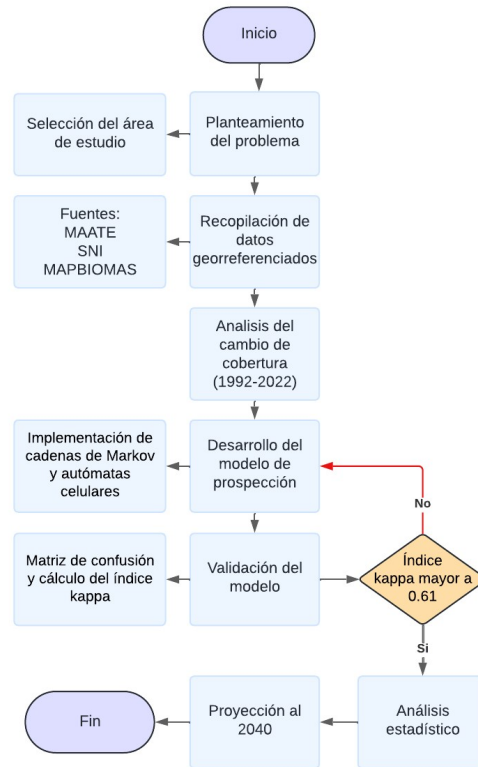 Inicio
Selección del área
de estudio
Planteamiento
del problema
Fuentes:
MAATE
SNI
MAPBIOMAS
Recopilación de
datos
georreferenciados
Analisis del
cambio de
cobertura
(1992-2022)
Implementación de
cadenas de Markov
y autómatas
celulares
Desarrollo del
modelo de
prospección
No
Matriz de confusión
y cálculo del índice
kappa
Validación del
modelo
Índice
kappa mayor a
0.61
Si
Fin
Proyección al
2040
Análisis
estadístico